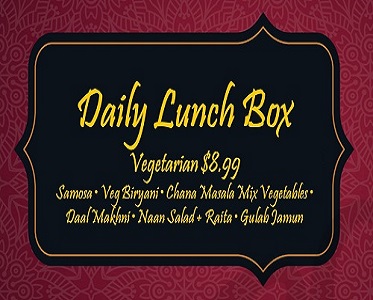 Daily Lunch Box
Vegetarian $8.99
Samosa • Veg Biryani • Chana Masala Mix Vegetables •
Daal Makhni • Naan Salad + Raita • Gulab Jamun